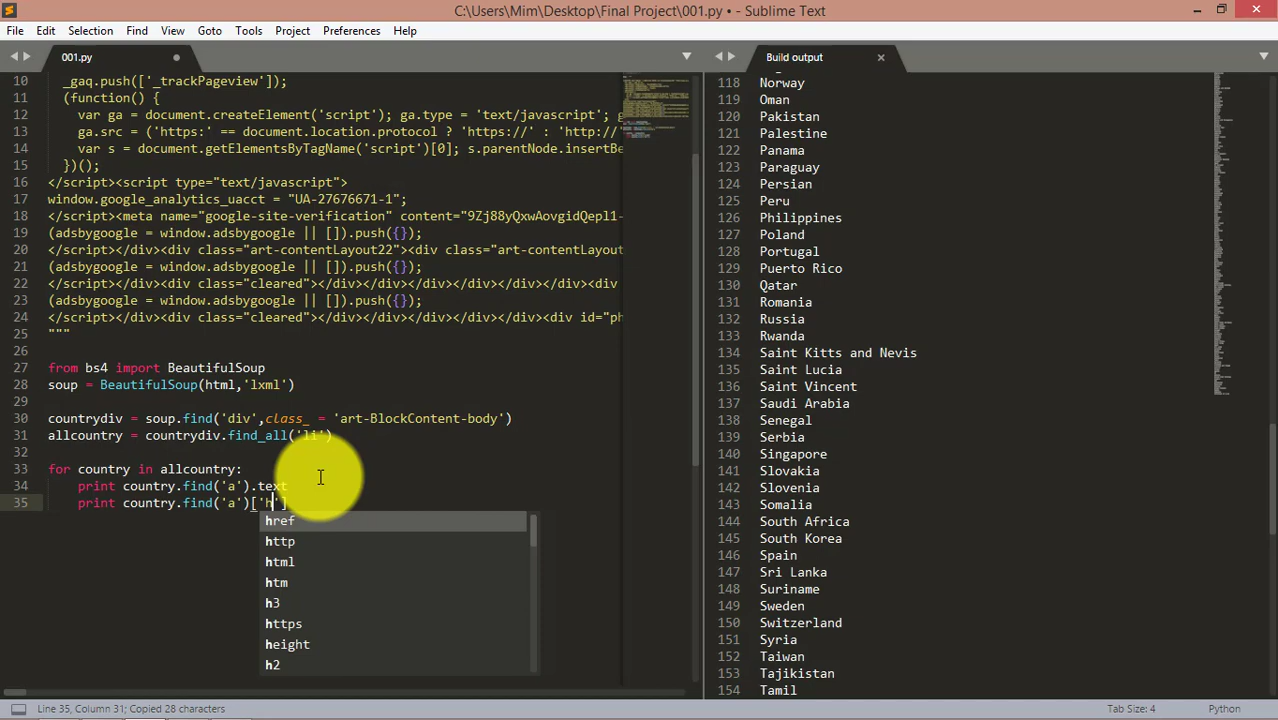 C:\Users\Mim\Desktop\Final Project\001.py • - Sublime Text
File Edit Selection Find View Goto Tools Project Preferences Help
001.py
10 _gaq.push(['_trackPageview']);
11 (function() {
12 var ga = document.createElement('script'); ga.type = 'text/javascript'; g
13 ga.src = ('https:' == document.location.protocol ? 'https://' : 'http://'
14 var s = document.getElementsByTagName('script')[0]; s.parentNode.insertBe
15 })();
16 </script><script type="text/javascript">
17 window.google_analytics_uacct = "UA-27676671-1";
18 </script><meta name="google-site-verification" content="9Zj88yQxwAovgidQepl1-
19 (adsbygoogle = window.adsbygoogle || []).push({});
20 </script></div><div class="art-contentLayout22"><div class="art-contentLayout
21 (adsbygoogle = window.adsbygoogle || []).push({});
22 </script></div><div class="cleared"></div></div></div></div></div><div
23 (adsbygoogle = window.adsbygoogle || []).push({});
24 </script></div><div class="cleared"></div></div></div></div><div id="ph
25 """
26
27 from bs4 import BeautifulSoup
28 soup = BeautifulSoup(html,'lxml')
29
30 countrydiv = soup.find('div',class_ = 'art-BlockContent-body')
31 allcountry = countrydiv.find_all('li')
32
33 for country in allcountry:
34 print country.find('a').text
35 print country.find('a')['h']
href
http
html
htm
h3
https
height
h2
Build output
118 Norway
119 Oman
120 Pakistan
121 Palestine
122 Panama
123 Paraguay
124 Persian
125 Peru
126 Philippines
127 Poland
128 Portugal
129 Puerto Rico
130 Qatar
131 Romania
132 Russia
133 Rwanda
134 Saint Kitts and Nevis
135 Saint Lucia
136 Saint Vincent
137 Saudi Arabia
138 Senegal
139 Serbia
140 Singapore
141 Slovakia
142 Slovenia
143 Somalia
144 South Africa
145 South Korea
146 Spain
147 Sri Lanka
148 Suriname
149 Sweden
150 Switzerland
151 Syria
152 Taiwan
153 Tajikistan
154 Tamil
Line 35, Column 31; Copied 28 characters
Tab Size: 4
Python